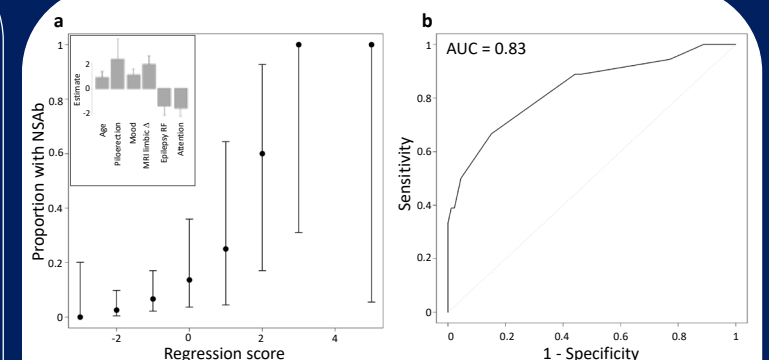 a
Proportion with NSAb
1
0.8
0.6
0.4
0.2
0
-2
0
2
4
Regression score
Estimate
2
0
-2
Age
Piloerection
Mood
MRI limbic Δ
Epilepsy RF
Attention
b
AUC = 0.83
Sensitivity
1
0.8
0.6
0.4
0.2
0
0
0.2
0.4
0.6
0.8
1
1 - Specificity